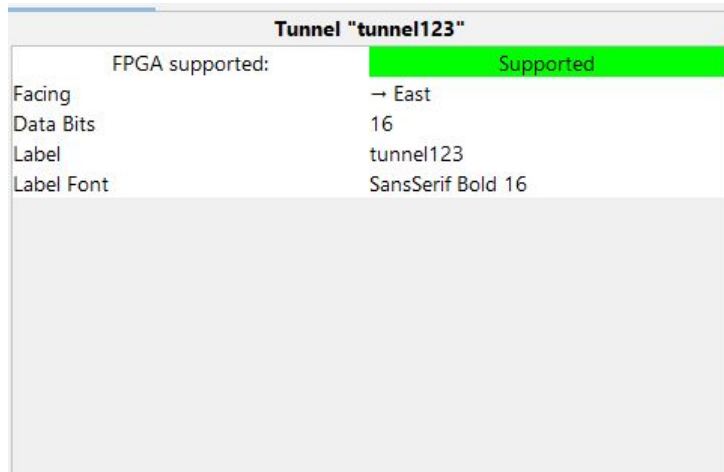 Tunnel "tunnel123"
FPGA supported: Supported
Facing → East
Data Bits 16
Label tunnel123
Label Font SansSerif Bold 16